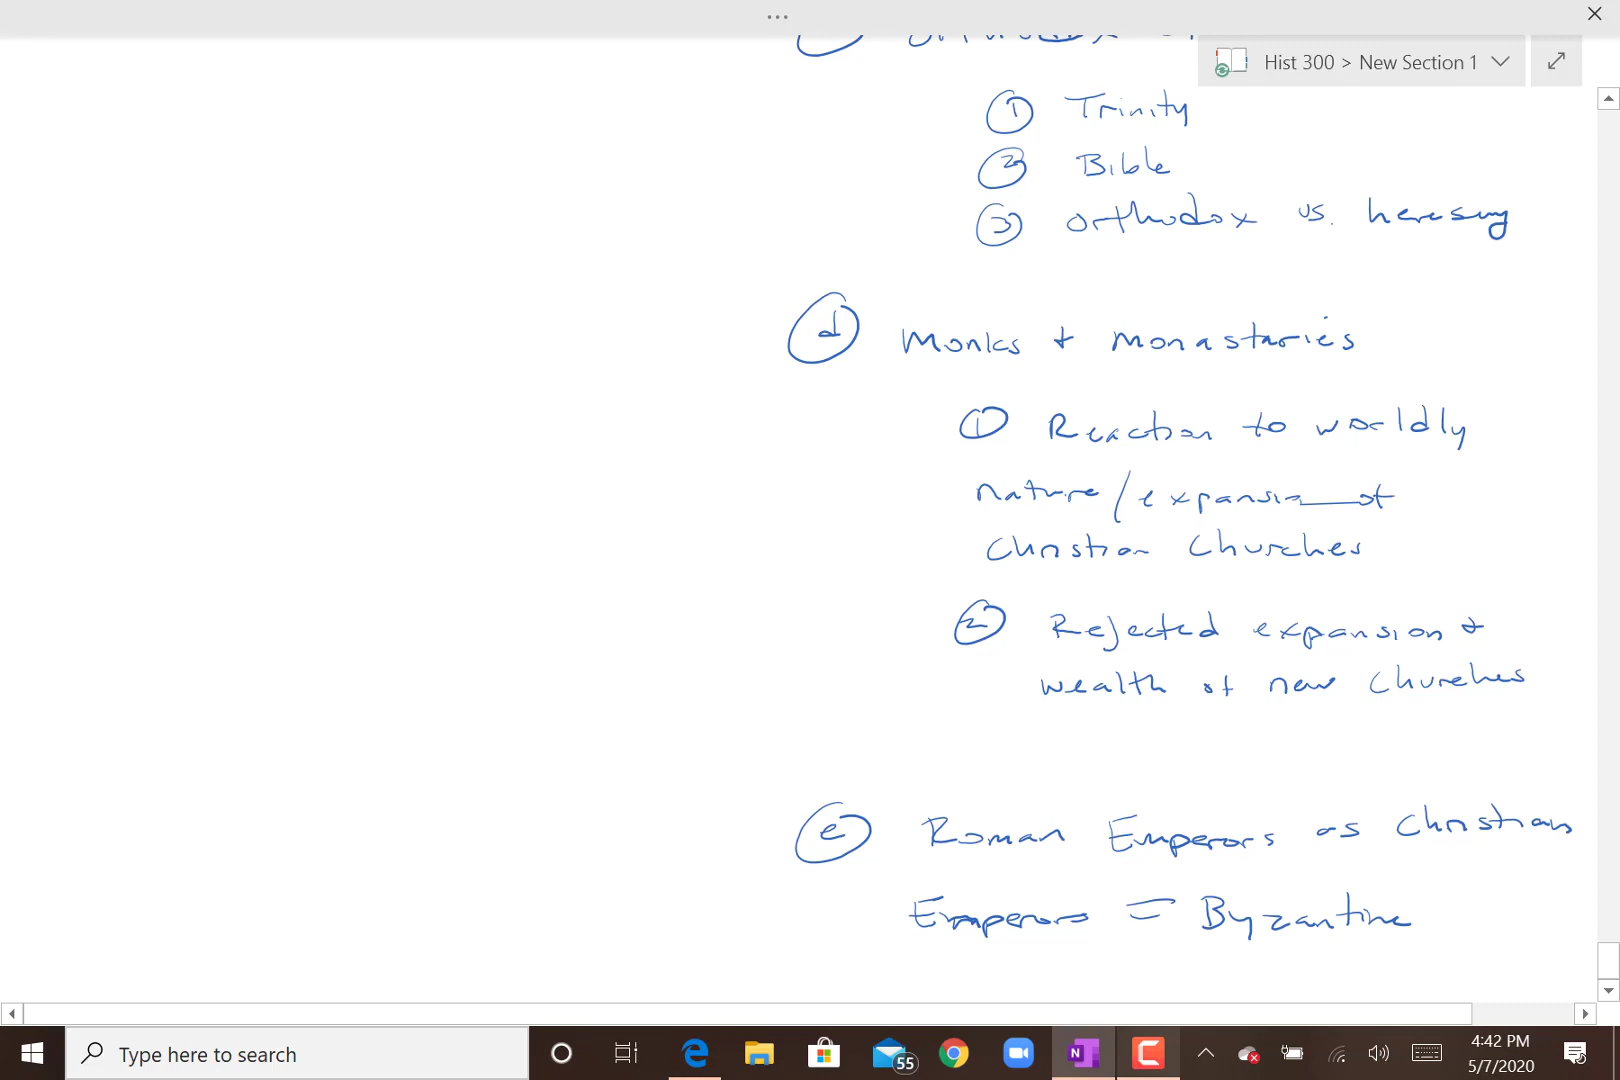 Hist 300 > New Section 1
① Trinity
② Bible
③ orthodox vs. heresy
ⓓ Monks + Monastaries
① Reaction to worldly
nature/expansion of
Christian Churches
② Rejected expansion +
wealth of new Churches
ⓔ Roman Emperors as Christian
Emperors = Byzantine
Type here to search
55
4:42 PM
5/7/2020